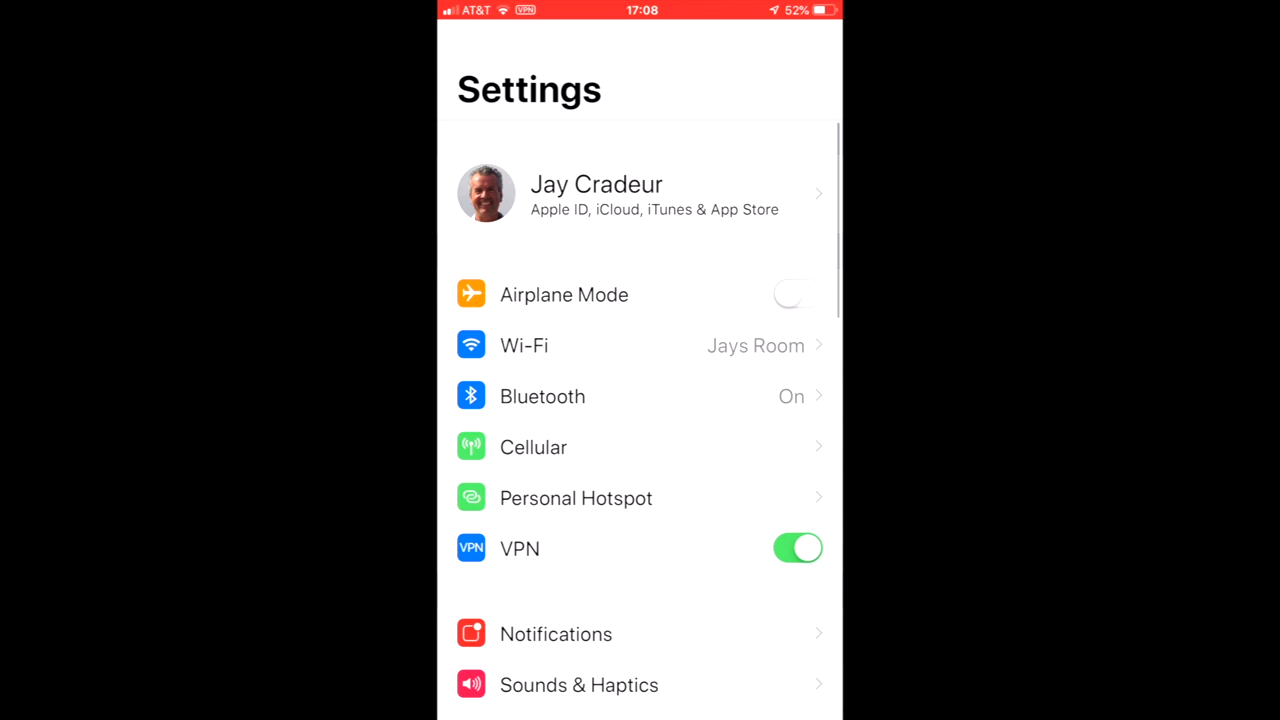 AT&T VPN 17:08 52%
Settings
Jay Cradeur
Apple ID, iCloud, iTunes & App Store
Airplane Mode
Wi-Fi Jays Room
Bluetooth On
Cellular
Personal Hotspot
VPN VPN
Notifications
Sounds & Haptics